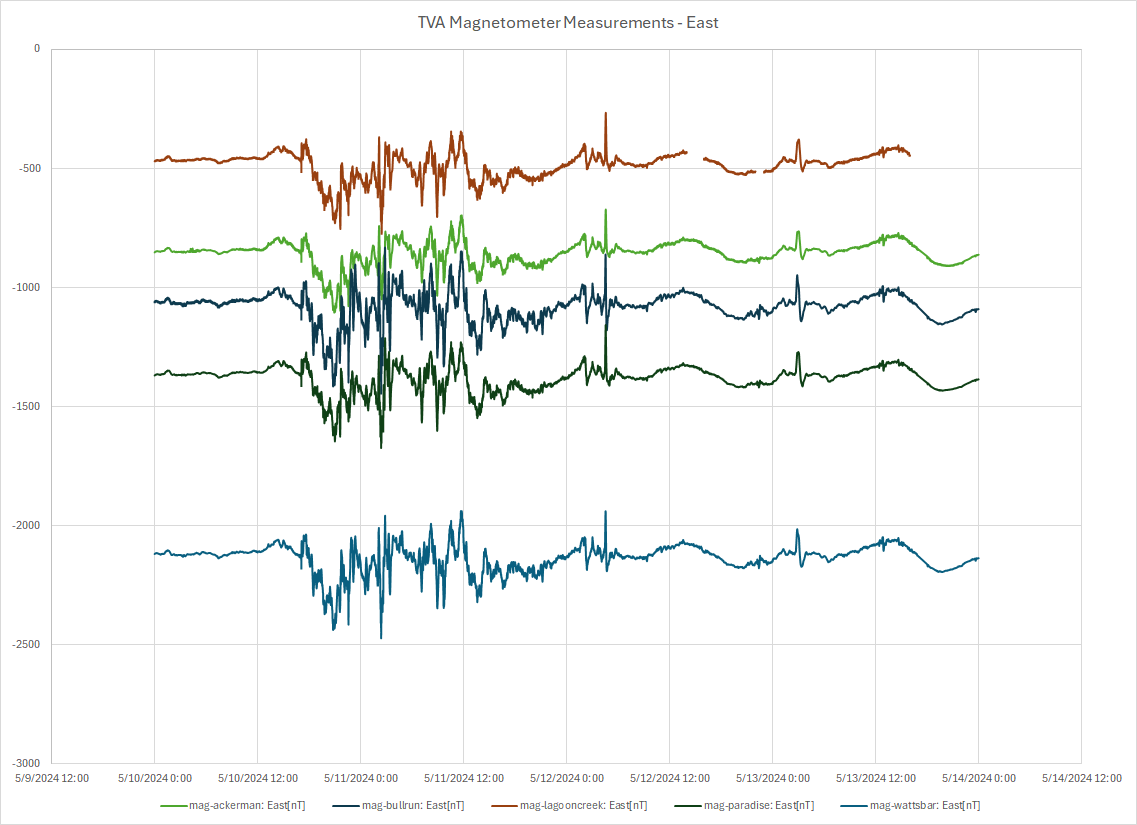 TVA Magnetometer Measurements - East
0
-500
-1000
-1500
-2000
-2500
-3000
5/9/2024 12:00 5/10/2024 0:00 5/10/2024 12:00 5/11/2024 0:00 5/11/2024 12:00 5/12/2024 0:00 5/12/2024 12:00 5/13/2024 0:00 5/13/2024 12:00 5/14/2024 0:00 5/14/2024 12:00
mag-ackerman: East[nT] mag-bullrun: East[nT] mag-lagooncreek: East[nT] mag-paradise: East[nT] mag-wattsbar: East[nT]